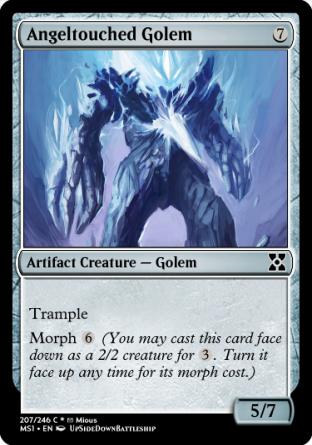 Angeltouched Golem 7
Artifact Creature — Golem
Trample
Morph 6 (You may cast this card face
down as a 2/2 creature for 3. Turn it
face up any time for its morph cost.)
5/7
207/246 C * Mious
MS1 • EN UpSideDownBattleship